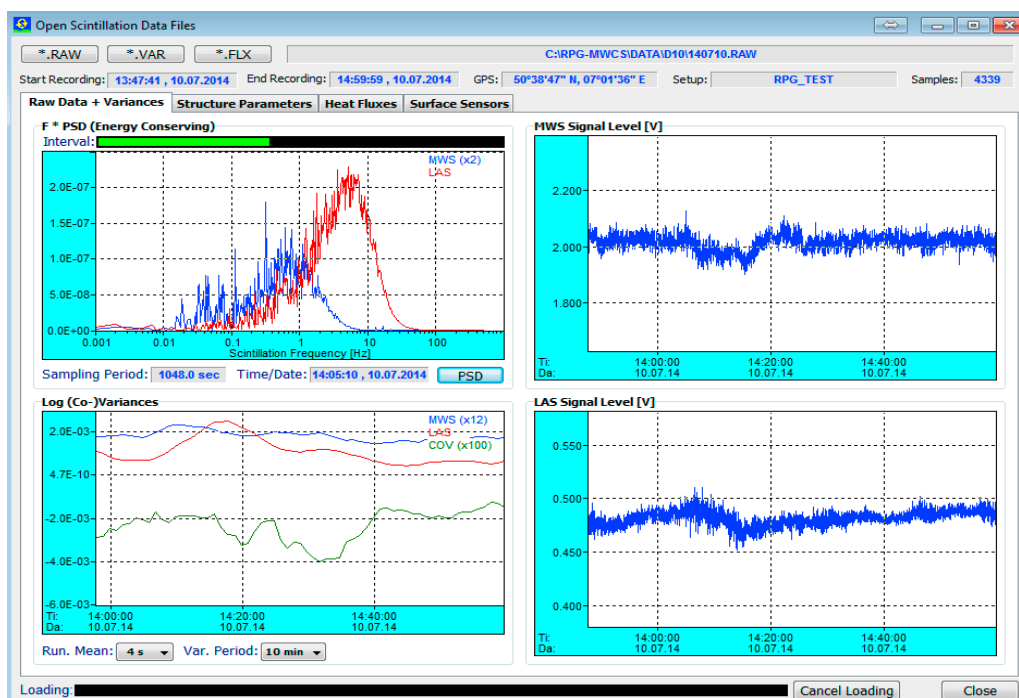 Open Scintillation Data Files
*.RAW *.VAR *.FLX C:\RPG-MWCS\DATA\D10\140710.RAW
Start Recording: 13:47:41 , 10.07.2014 End Recording: 14:59:59 , 10.07.2014 GPS: 50°38'47" N, 07°01'36" E Setup: RPG_TEST Samples: 4339
Raw Data + Variances Structure Parameters Heat Fluxes Surface Sensors
F * PSD (Energy Conserving)
Interval:
MWS (x2)
LAS
2.0E-07
1.5E-07
1.0E-07
5.0E-08
0.0E+00
0.001 0.01 0.1 1 10 100
Scintillation Frequency [Hz]
Sampling Period: 1048.0 sec Time/Date: 14:05:10 , 10.07.2014 PSD
MWS Signal Level [V]
2.200
2.000
1.800
Ti: 14:00:00 14:20:00 14:40:00
Da: 10.07.14 10.07.14 10.07.14
Log (Co-)Variances
MWS (x12)
LAS
COV (x100)
2.0E-03
4.7E-10
-2.0E-03
-4.0E-03
-6.0E-03
Ti: 14:00:00 14:20:00 14:40:00
Da: 10.07.14 10.07.14 10.07.14
Run. Mean: 4 s Var. Period: 10 min
LAS Signal Level [V]
0.550
0.500
0.450
0.400
Ti: 14:00:00 14:20:00 14:40:00
Da: 10.07.14 10.07.14 10.07.14
Loading: Cancel Loading Close